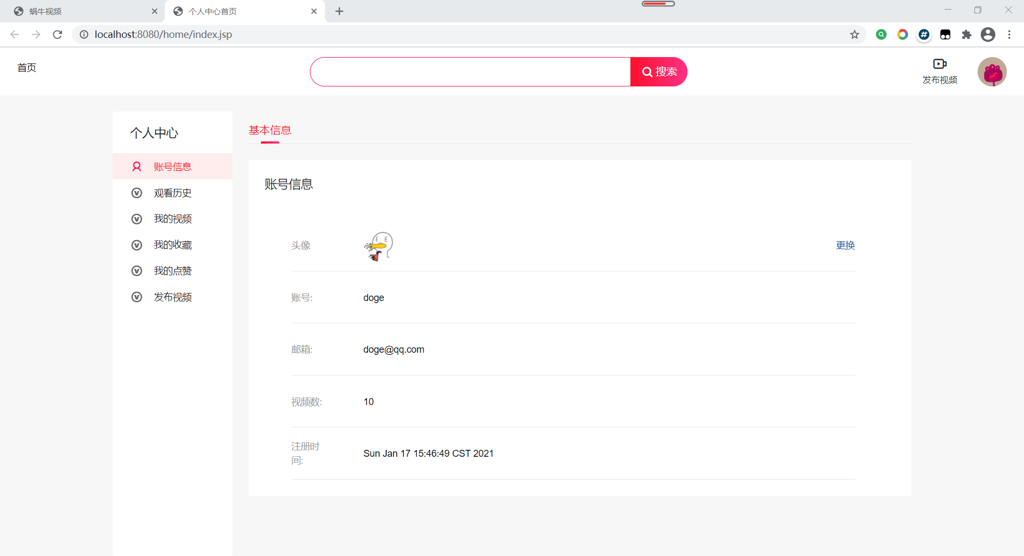 蜗牛视频
个人中心首页
localhost:8080/home/index.jsp
首页
搜索
发布视频
个人中心
账号信息
观看历史
我的视频
我的收藏
我的点赞
发布视频
基本信息
账号信息
头像
更换
账号: doge
邮箱: doge@qq.com
视频数: 10
注册时
间:
Sun Jan 17 15:46:49 CST 2021